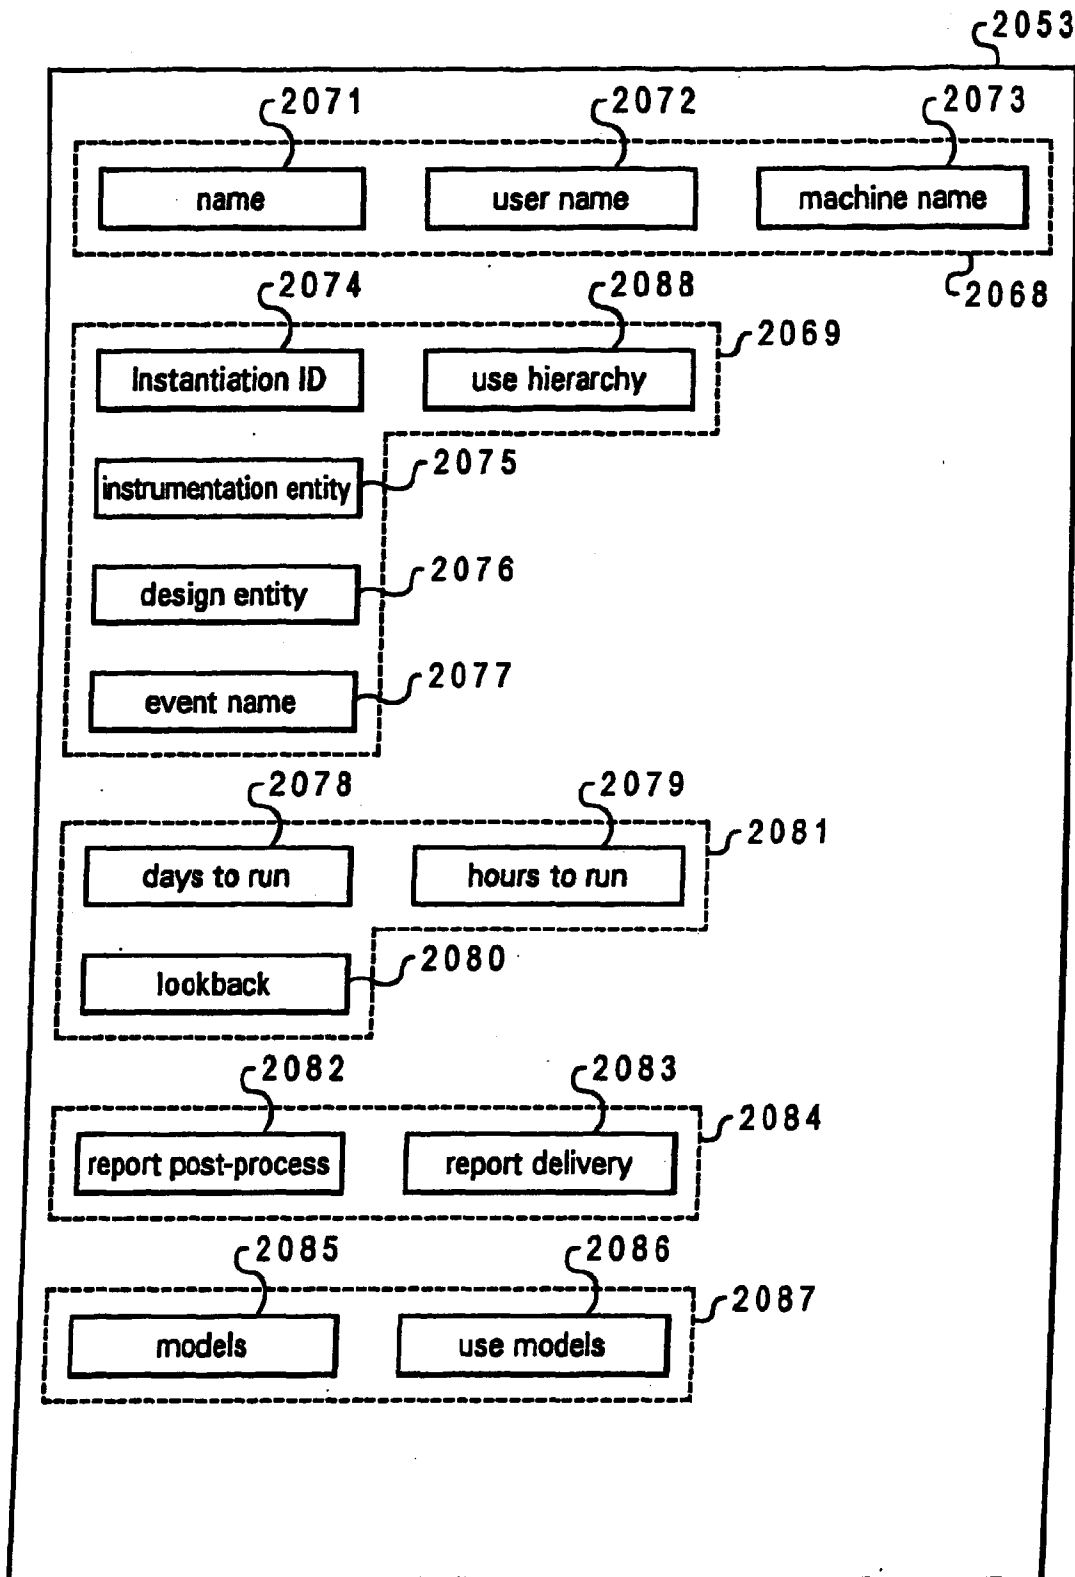 2053
2071 2072 2073
name user name machine name
2068
2074 2088
2069
Instantiation ID use hierarchy
2075
instrumentation entity
2076
design entity
2077
event name
2078 2079
2081
days to run hours to run
2080
lookback
2082 2083
2084
report post-process report delivery
2085 2086
2087
models use models